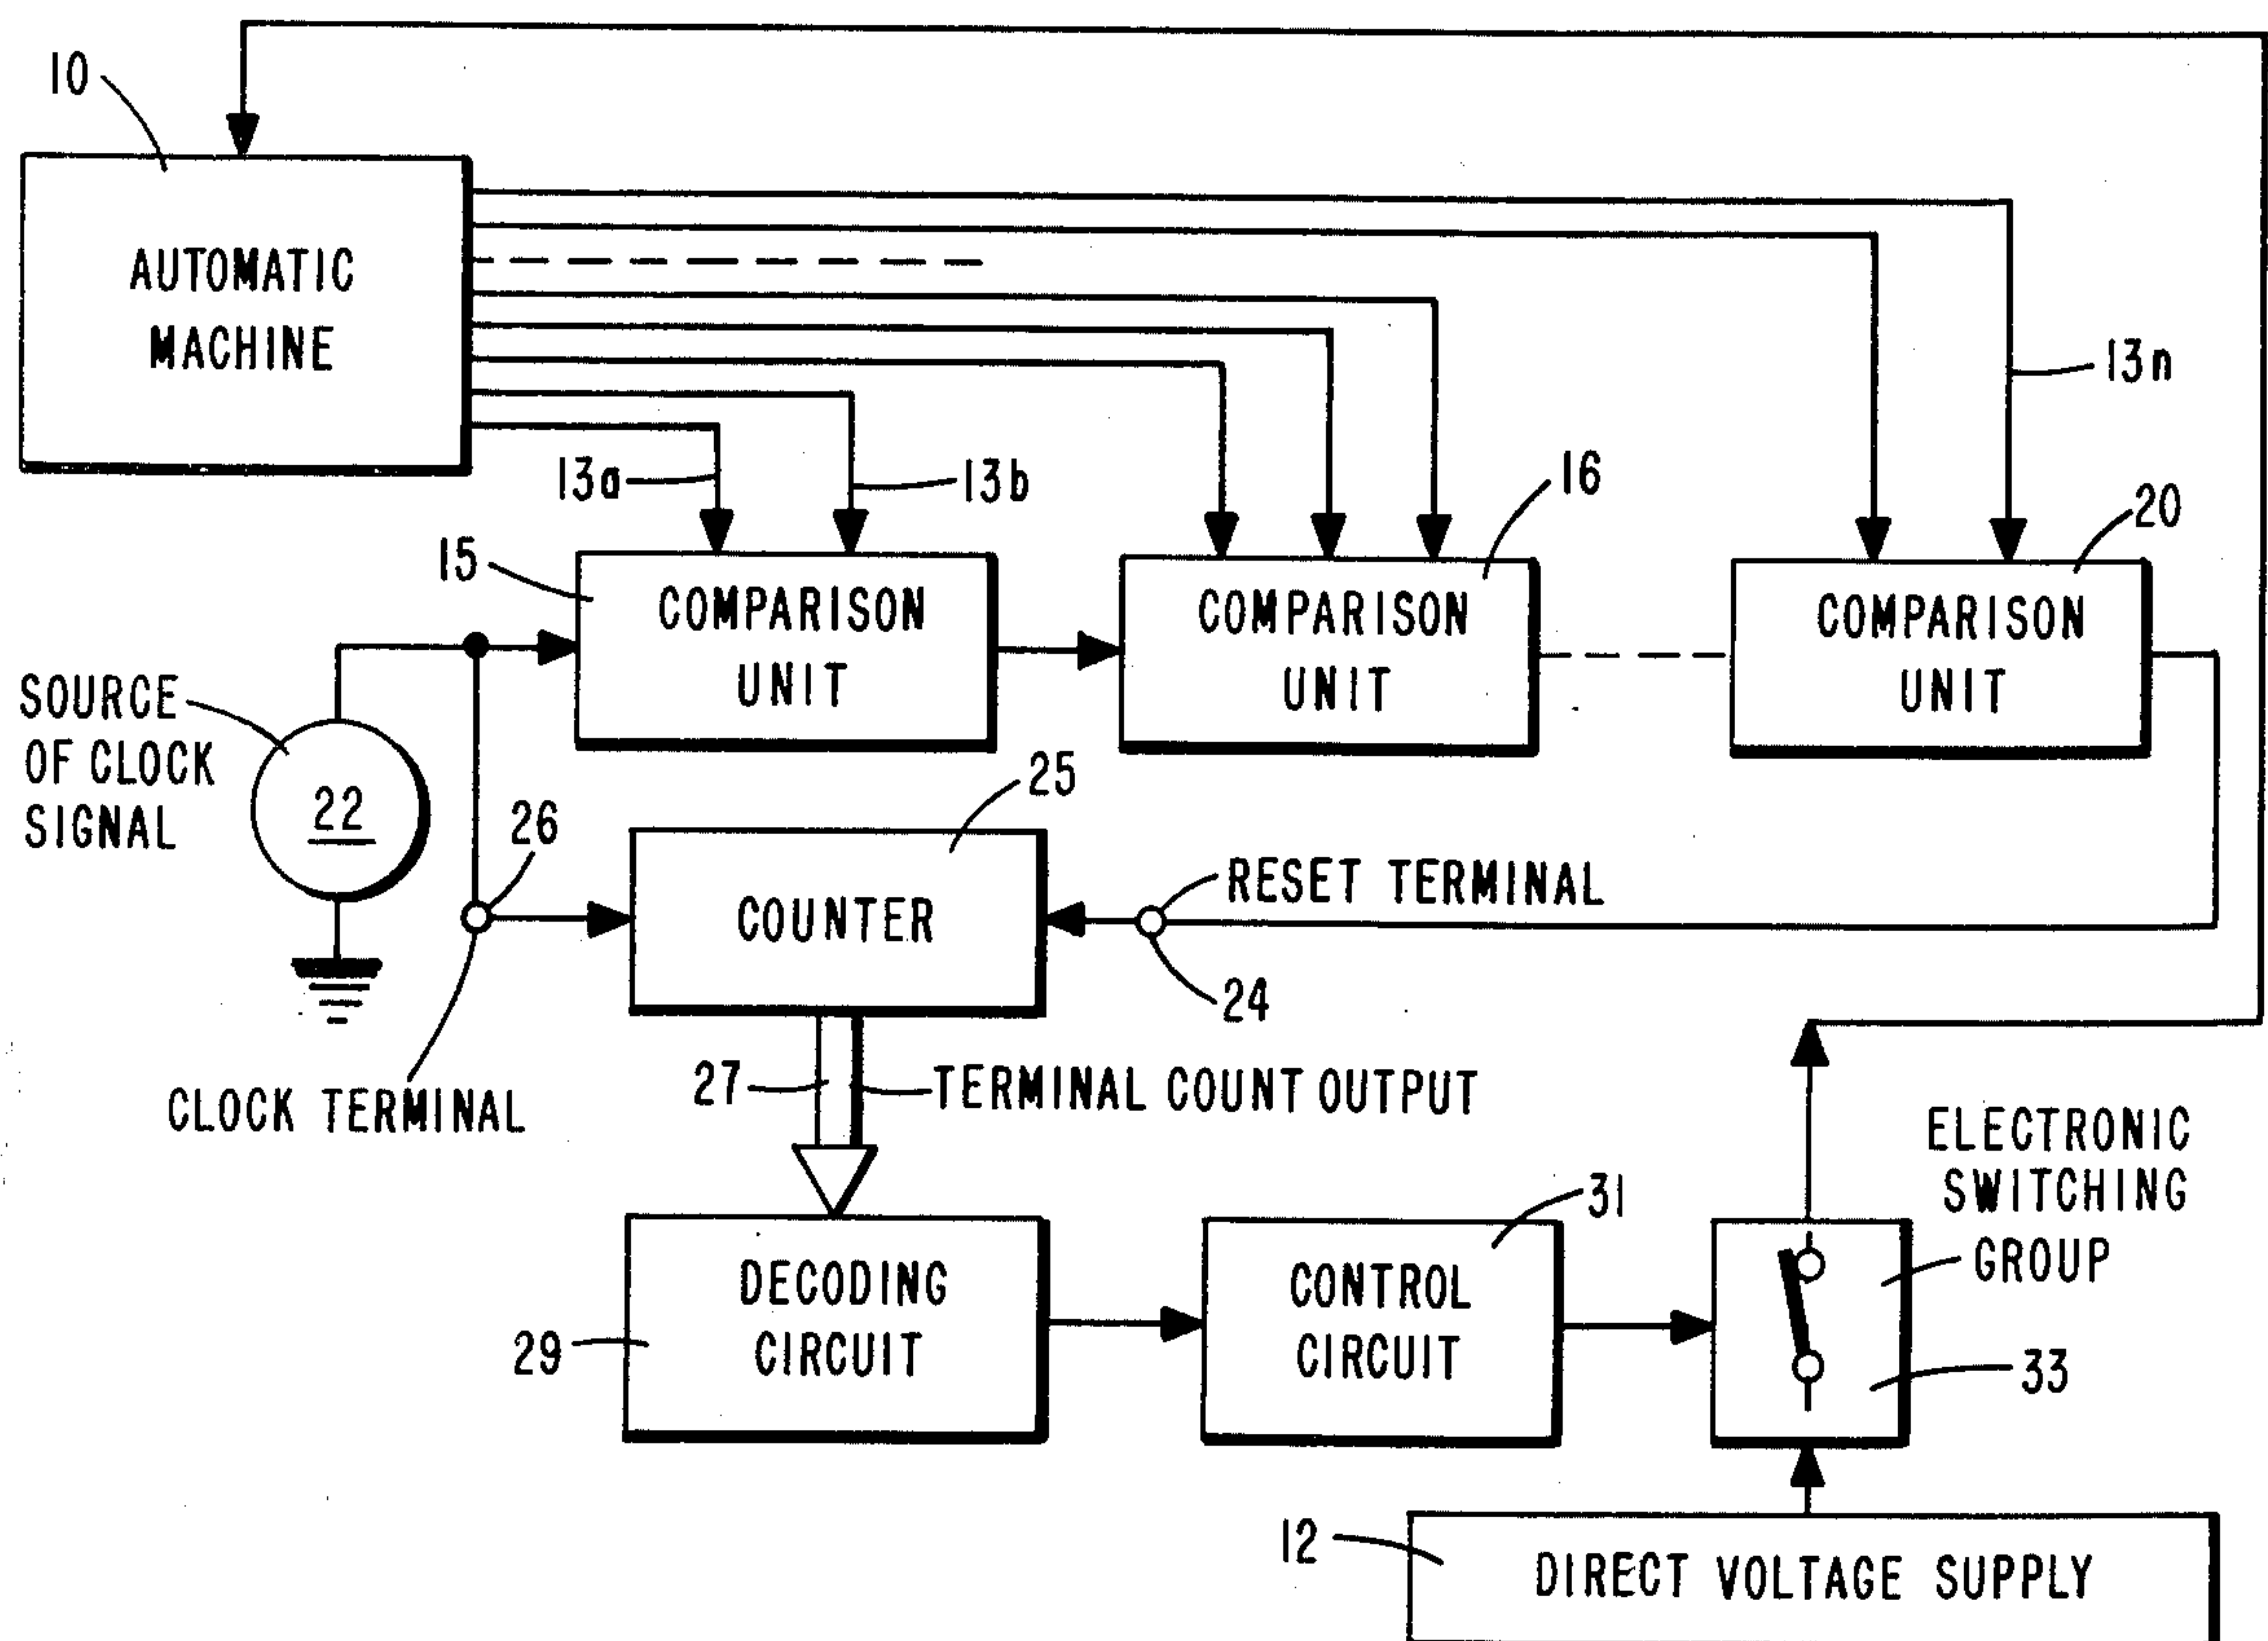 10
AUTOMATIC
MACHINE
13n
13a
13b
16
20
15
COMPARISON
UNIT
COMPARISON
UNIT
COMPARISON
UNIT
SOURCE
OF CLOCK
SIGNAL
22
26
25
COUNTER
RESET TERMINAL
24
CLOCK TERMINAL
27
TERMINAL COUNT OUTPUT
ELECTRONIC
SWITCHING
GROUP
31
DECODING
CIRCUIT
29
CONTROL
CIRCUIT
33
12
DIRECT VOLTAGE SUPPLY